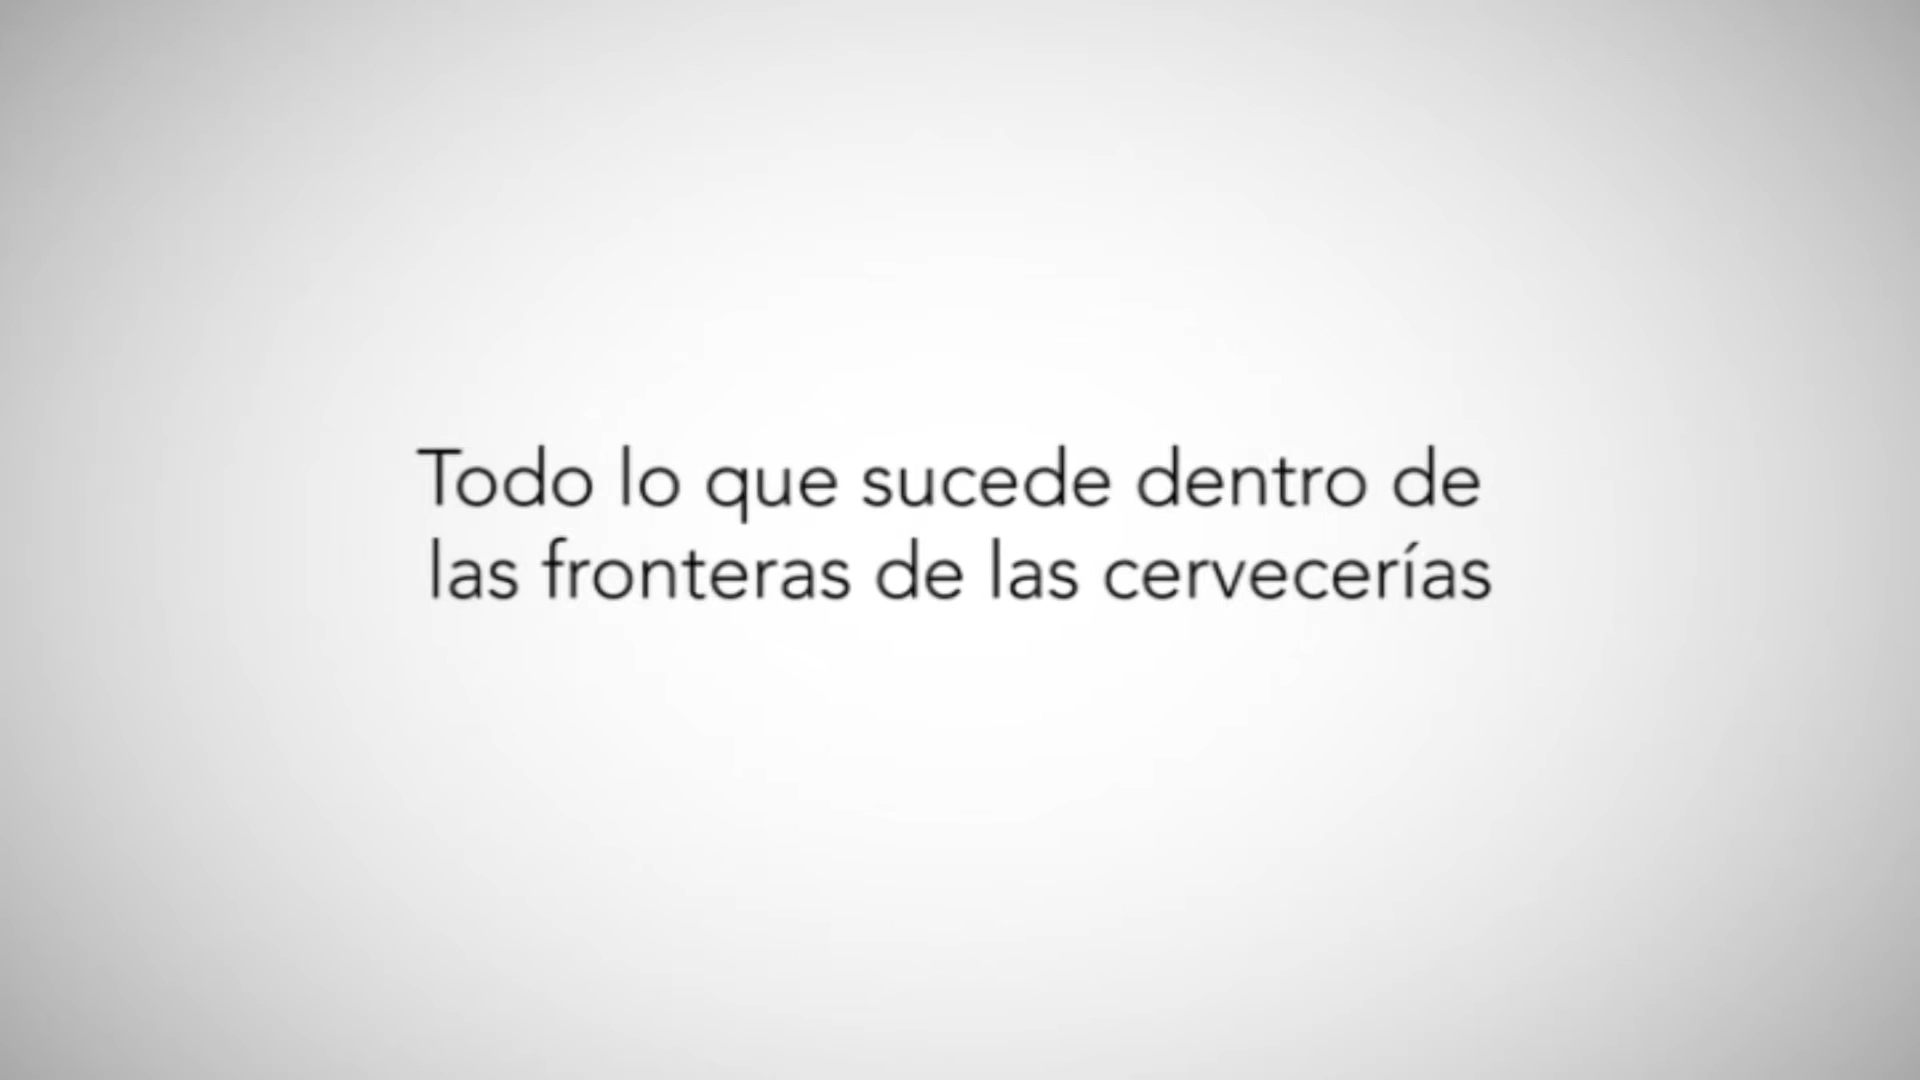 Todo lo que sucede dentro de
las fronteras de las cervecerías